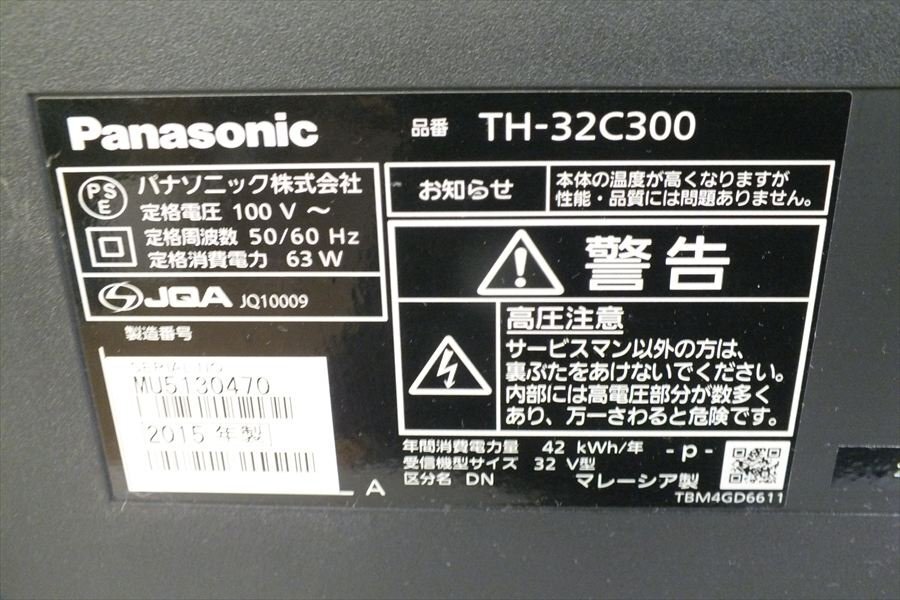 Panasonic
品番 TH-32C300
PSE パナソニック株式会社
定格電圧 100 V ～
定格周波数 50/60 Hz
定格消費電力 63 W
JQA JQ10009
製造番号
SERIAL NO.
MU5130470
2015 年製
A
お知らせ
本体の温度が高くなりますが
性能・品質には問題ありません。
警告
高圧注意
サービスマン以外の方は、
裏ぶたをあけないでください。
内部には高電圧部分が数多く
あり、万一さわると危険です。
年間消費電力量 42 kWh/年 -p-
受信機型サイズ 32 V型
区分名 DN マレーシア製
TBM4GD6611